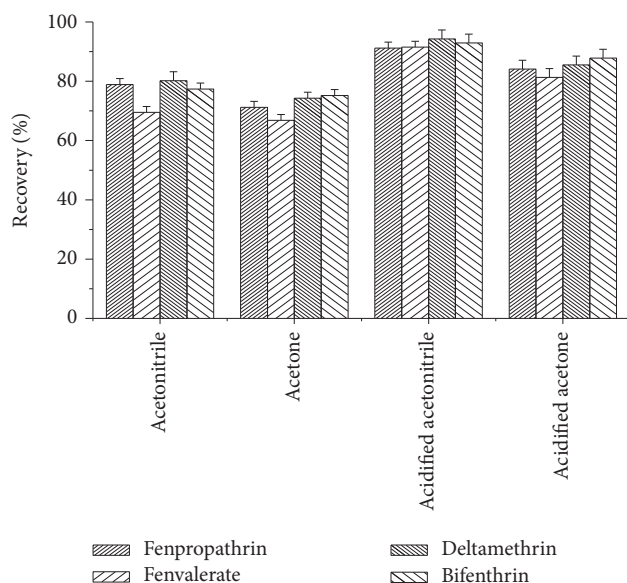 100
80
60
40
20
0
Recovery (%)
Acetonitrile
Acetone
Acidified acetonitrile
Acidified acetone
Fenpropathrin
Deltamethrin
Fenvalerate
Bifenthrin